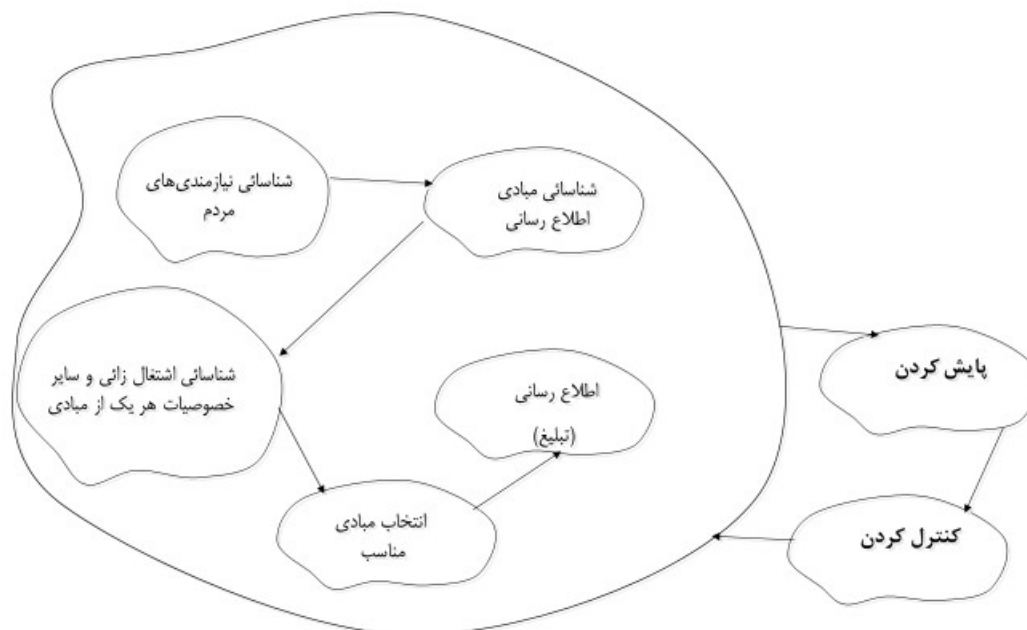 شناسائی نیازمندی‌های
مردم
شناسائی مبادی
اطلاع رسانی
شناسائی اشتغال زائی و سایر
خصوصیات هر یک از مبادی
انتخاب مبادی
مناسب
اطلاع رسانی
(تبلیغ)
پایش کردن
کنترل کردن